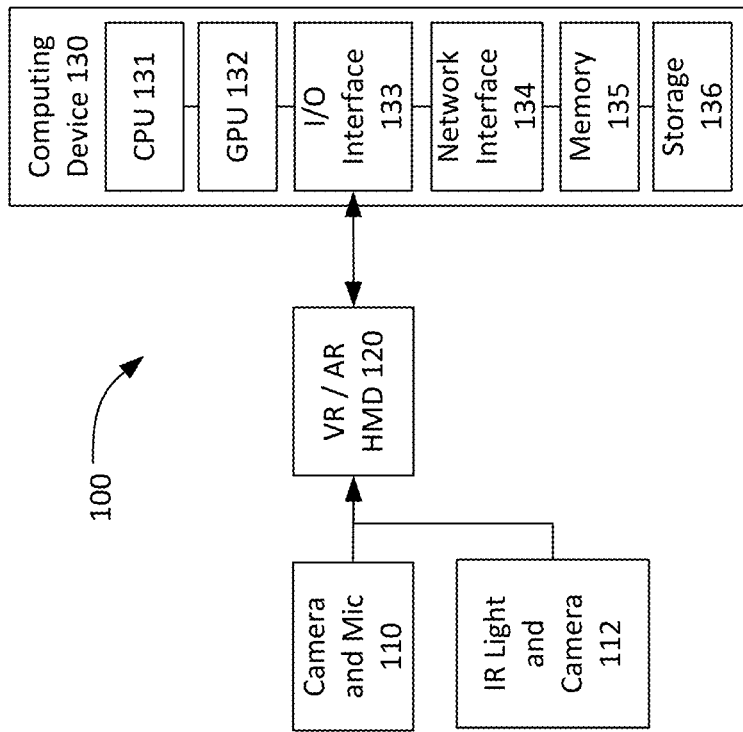 100
Camera
and Mic
110
IR Light
and
Camera
112
VR / AR
HMD 120
Computing
Device 130
CPU 131
GPU 132
I/O
Interface
133
Network
Interface
134
Memory
135
Storage
136